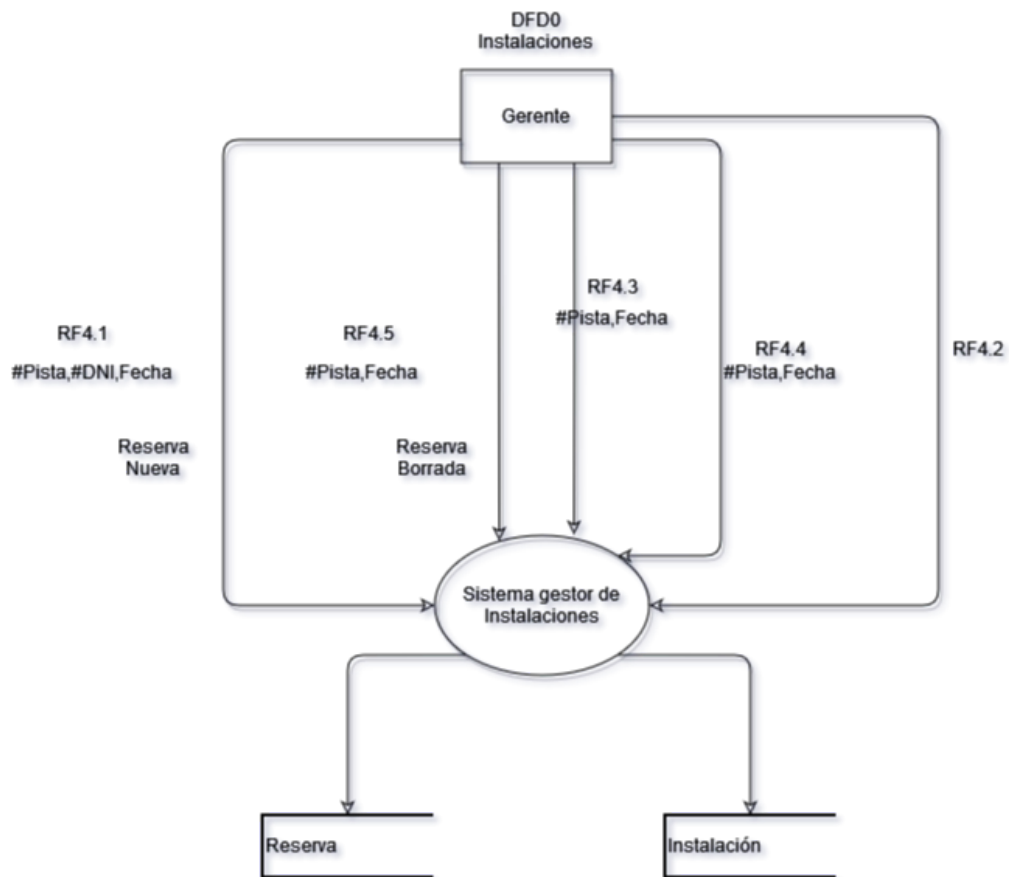 DFD0
Instalaciones
Gerente
RF4.1
#Pista,#DNI,Fecha
Reserva
Nueva
RF4.5
#Pista,Fecha
Reserva
Borrada
RF4.3
#Pista,Fecha
RF4.4
#Pista,Fecha
RF4.2
Sistema gestor de
Instalaciones
Reserva
Instalación